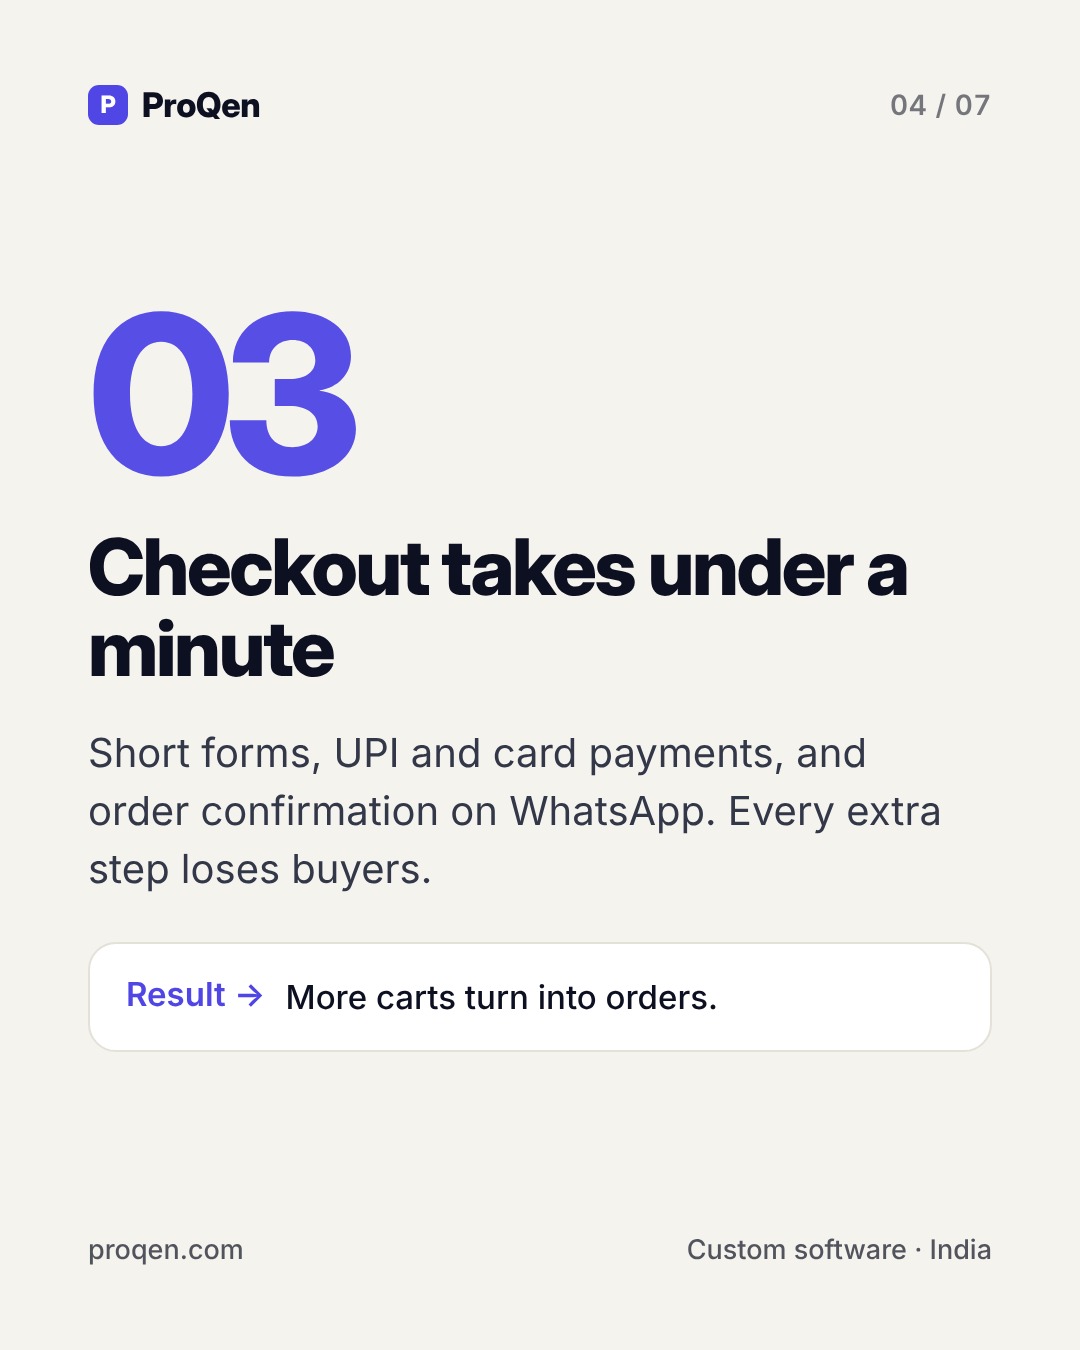 P ProQen
04 / 07
03
Checkout takes under a
minute
Short forms, UPI and card payments, and
order confirmation on WhatsApp. Every extra
step loses buyers.
Result → More carts turn into orders.
proqen.com
Custom software · India